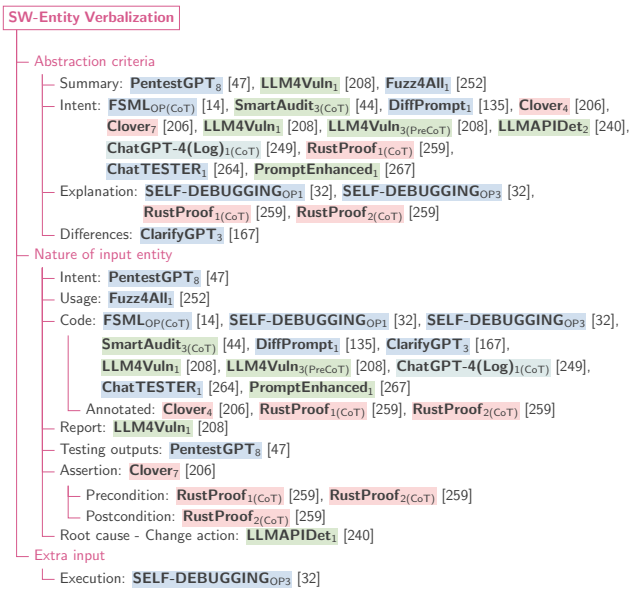 SW-Entity Verbalization
Abstraction criteria
Summary: PentestGPT8 [47], LLM4Vuln1 [208], Fuzz4All1 [252]
Intent: FSMLOP(CoT) [14], SmartAudit3(CoT) [44], DiffPrompt1 [135], Clover4 [206],
Clover7 [206], LLM4Vuln1 [208], LLM4Vuln3(PreCoT) [208], LLMAPIDet2 [240],
ChatGPT-4(Log)1(CoT) [249], RustProof1(CoT) [259],
ChatTESTER1 [264], PromptEnhanced1 [267]
Explanation: SELF-DEBUGGINGOP1 [32], SELF-DEBUGGINGOP3 [32],
RustProof1(CoT) [259], RustProof2(CoT) [259]
Differences: ClarifyGPT3 [167]
Nature of input entity
Intent: PentestGPT8 [47]
Usage: Fuzz4All1 [252]
Code: FSMLOP(CoT) [14], SELF-DEBUGGINGOP1 [32], SELF-DEBUGGINGOP3 [32],
SmartAudit3(CoT) [44], DiffPrompt1 [135], ClarifyGPT3 [167],
LLM4Vuln1 [208], LLM4Vuln3(PreCoT) [208], ChatGPT-4(Log)1(CoT) [249],
ChatTESTER1 [264], PromptEnhanced1 [267]
Annotated: Clover4 [206], RustProof1(CoT) [259], RustProof2(CoT) [259]
Report: LLM4Vuln1 [208]
Testing outputs: PentestGPT8 [47]
Assertion: Clover7 [206]
Precondition: RustProof1(CoT) [259], RustProof2(CoT) [259]
Postcondition: RustProof2(CoT) [259]
Root cause - Change action: LLMAPIDet1 [240]
Extra input
Execution: SELF-DEBUGGINGOP3 [32]